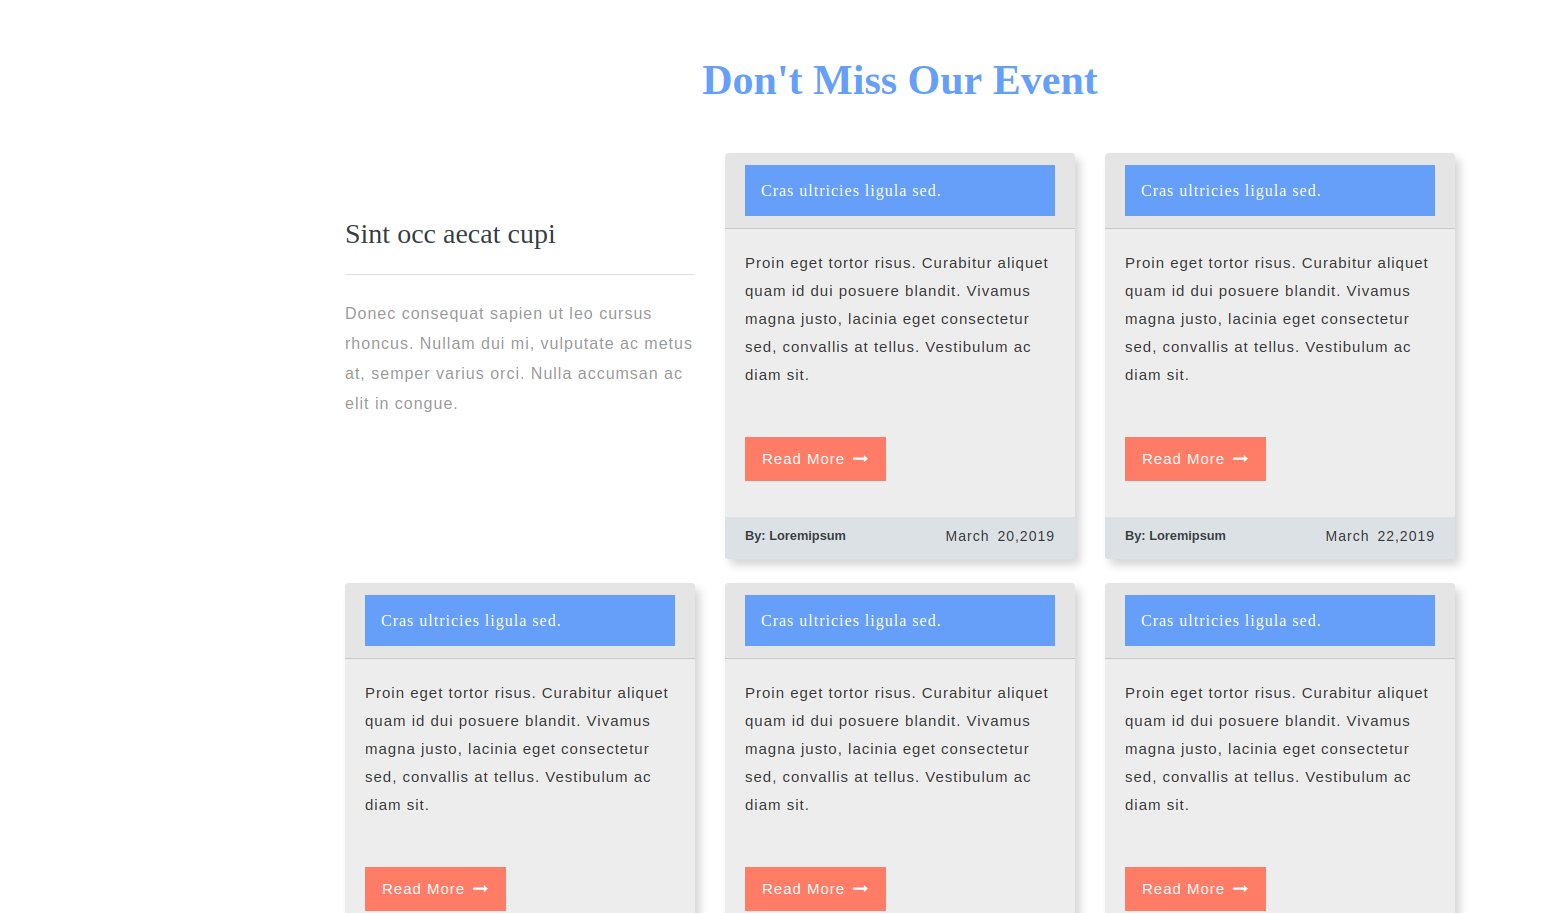 Don't Miss Our Event
Sint occ aecat cupi
Donec consequat sapien ut leo cursus
rhoncus. Nullam dui mi, vulputate ac metus
at, semper varius orci. Nulla accumsan ac
elit in congue.
Cras ultricies ligula sed.
Proin eget tortor risus. Curabitur aliquet
quam id dui posuere blandit. Vivamus
magna justo, lacinia eget consectetur
sed, convallis at tellus. Vestibulum ac
diam sit.
Read More
By: Loremipsum
March 20,2019
Cras ultricies ligula sed.
Proin eget tortor risus. Curabitur aliquet
quam id dui posuere blandit. Vivamus
magna justo, lacinia eget consectetur
sed, convallis at tellus. Vestibulum ac
diam sit.
Read More
By: Loremipsum
March 22,2019
Cras ultricies ligula sed.
Proin eget tortor risus. Curabitur aliquet
quam id dui posuere blandit. Vivamus
magna justo, lacinia eget consectetur
sed, convallis at tellus. Vestibulum ac
diam sit.
Read More
Cras ultricies ligula sed.
Proin eget tortor risus. Curabitur aliquet
quam id dui posuere blandit. Vivamus
magna justo, lacinia eget consectetur
sed, convallis at tellus. Vestibulum ac
diam sit.
Read More
Cras ultricies ligula sed.
Proin eget tortor risus. Curabitur aliquet
quam id dui posuere blandit. Vivamus
magna justo, lacinia eget consectetur
sed, convallis at tellus. Vestibulum ac
diam sit.
Read More